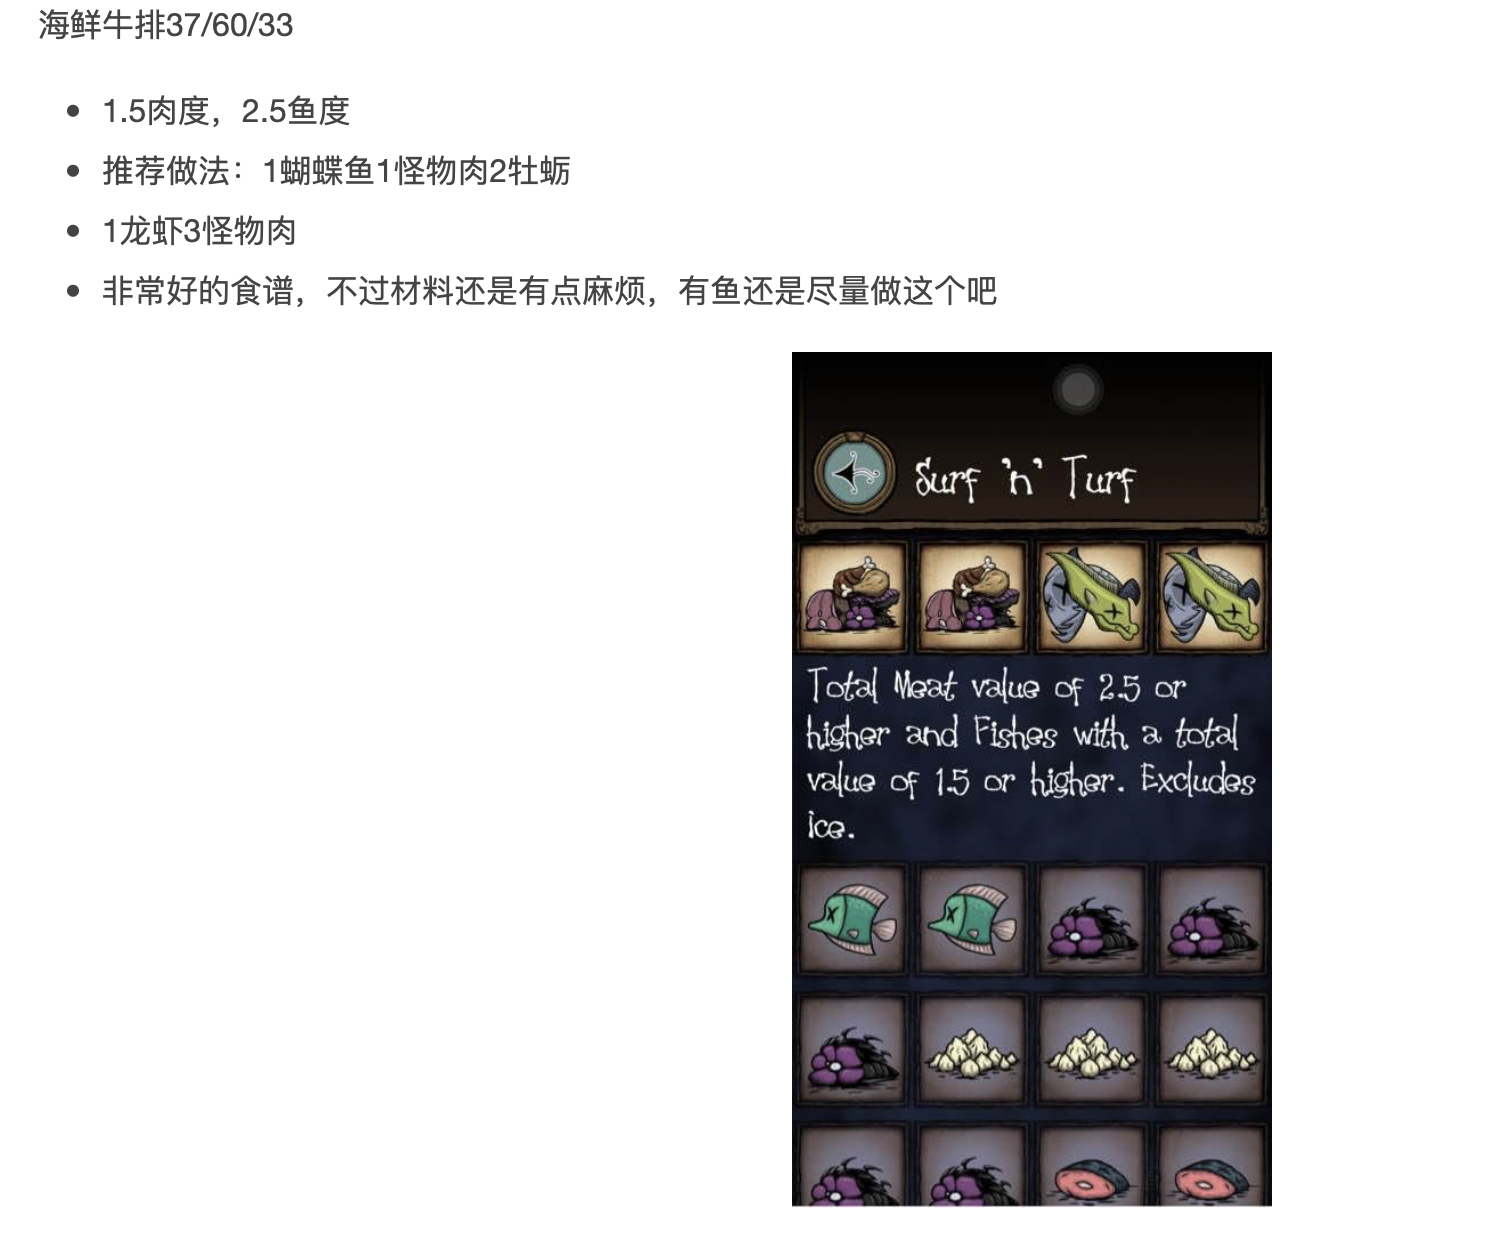 海鲜牛排37/60/33
1.5肉度，2.5鱼度
推荐做法：1蝴蝶鱼1怪物肉2牡蛎
1龙虾3怪物肉
非常好的食谱，不过材料还是有点麻烦，有鱼还是尽量做这个吧
Surf 'n' Turf
Total Meat value of 2.5 or
higher and Fishes with a total
value of 1.5 or higher. Excludes
ice.